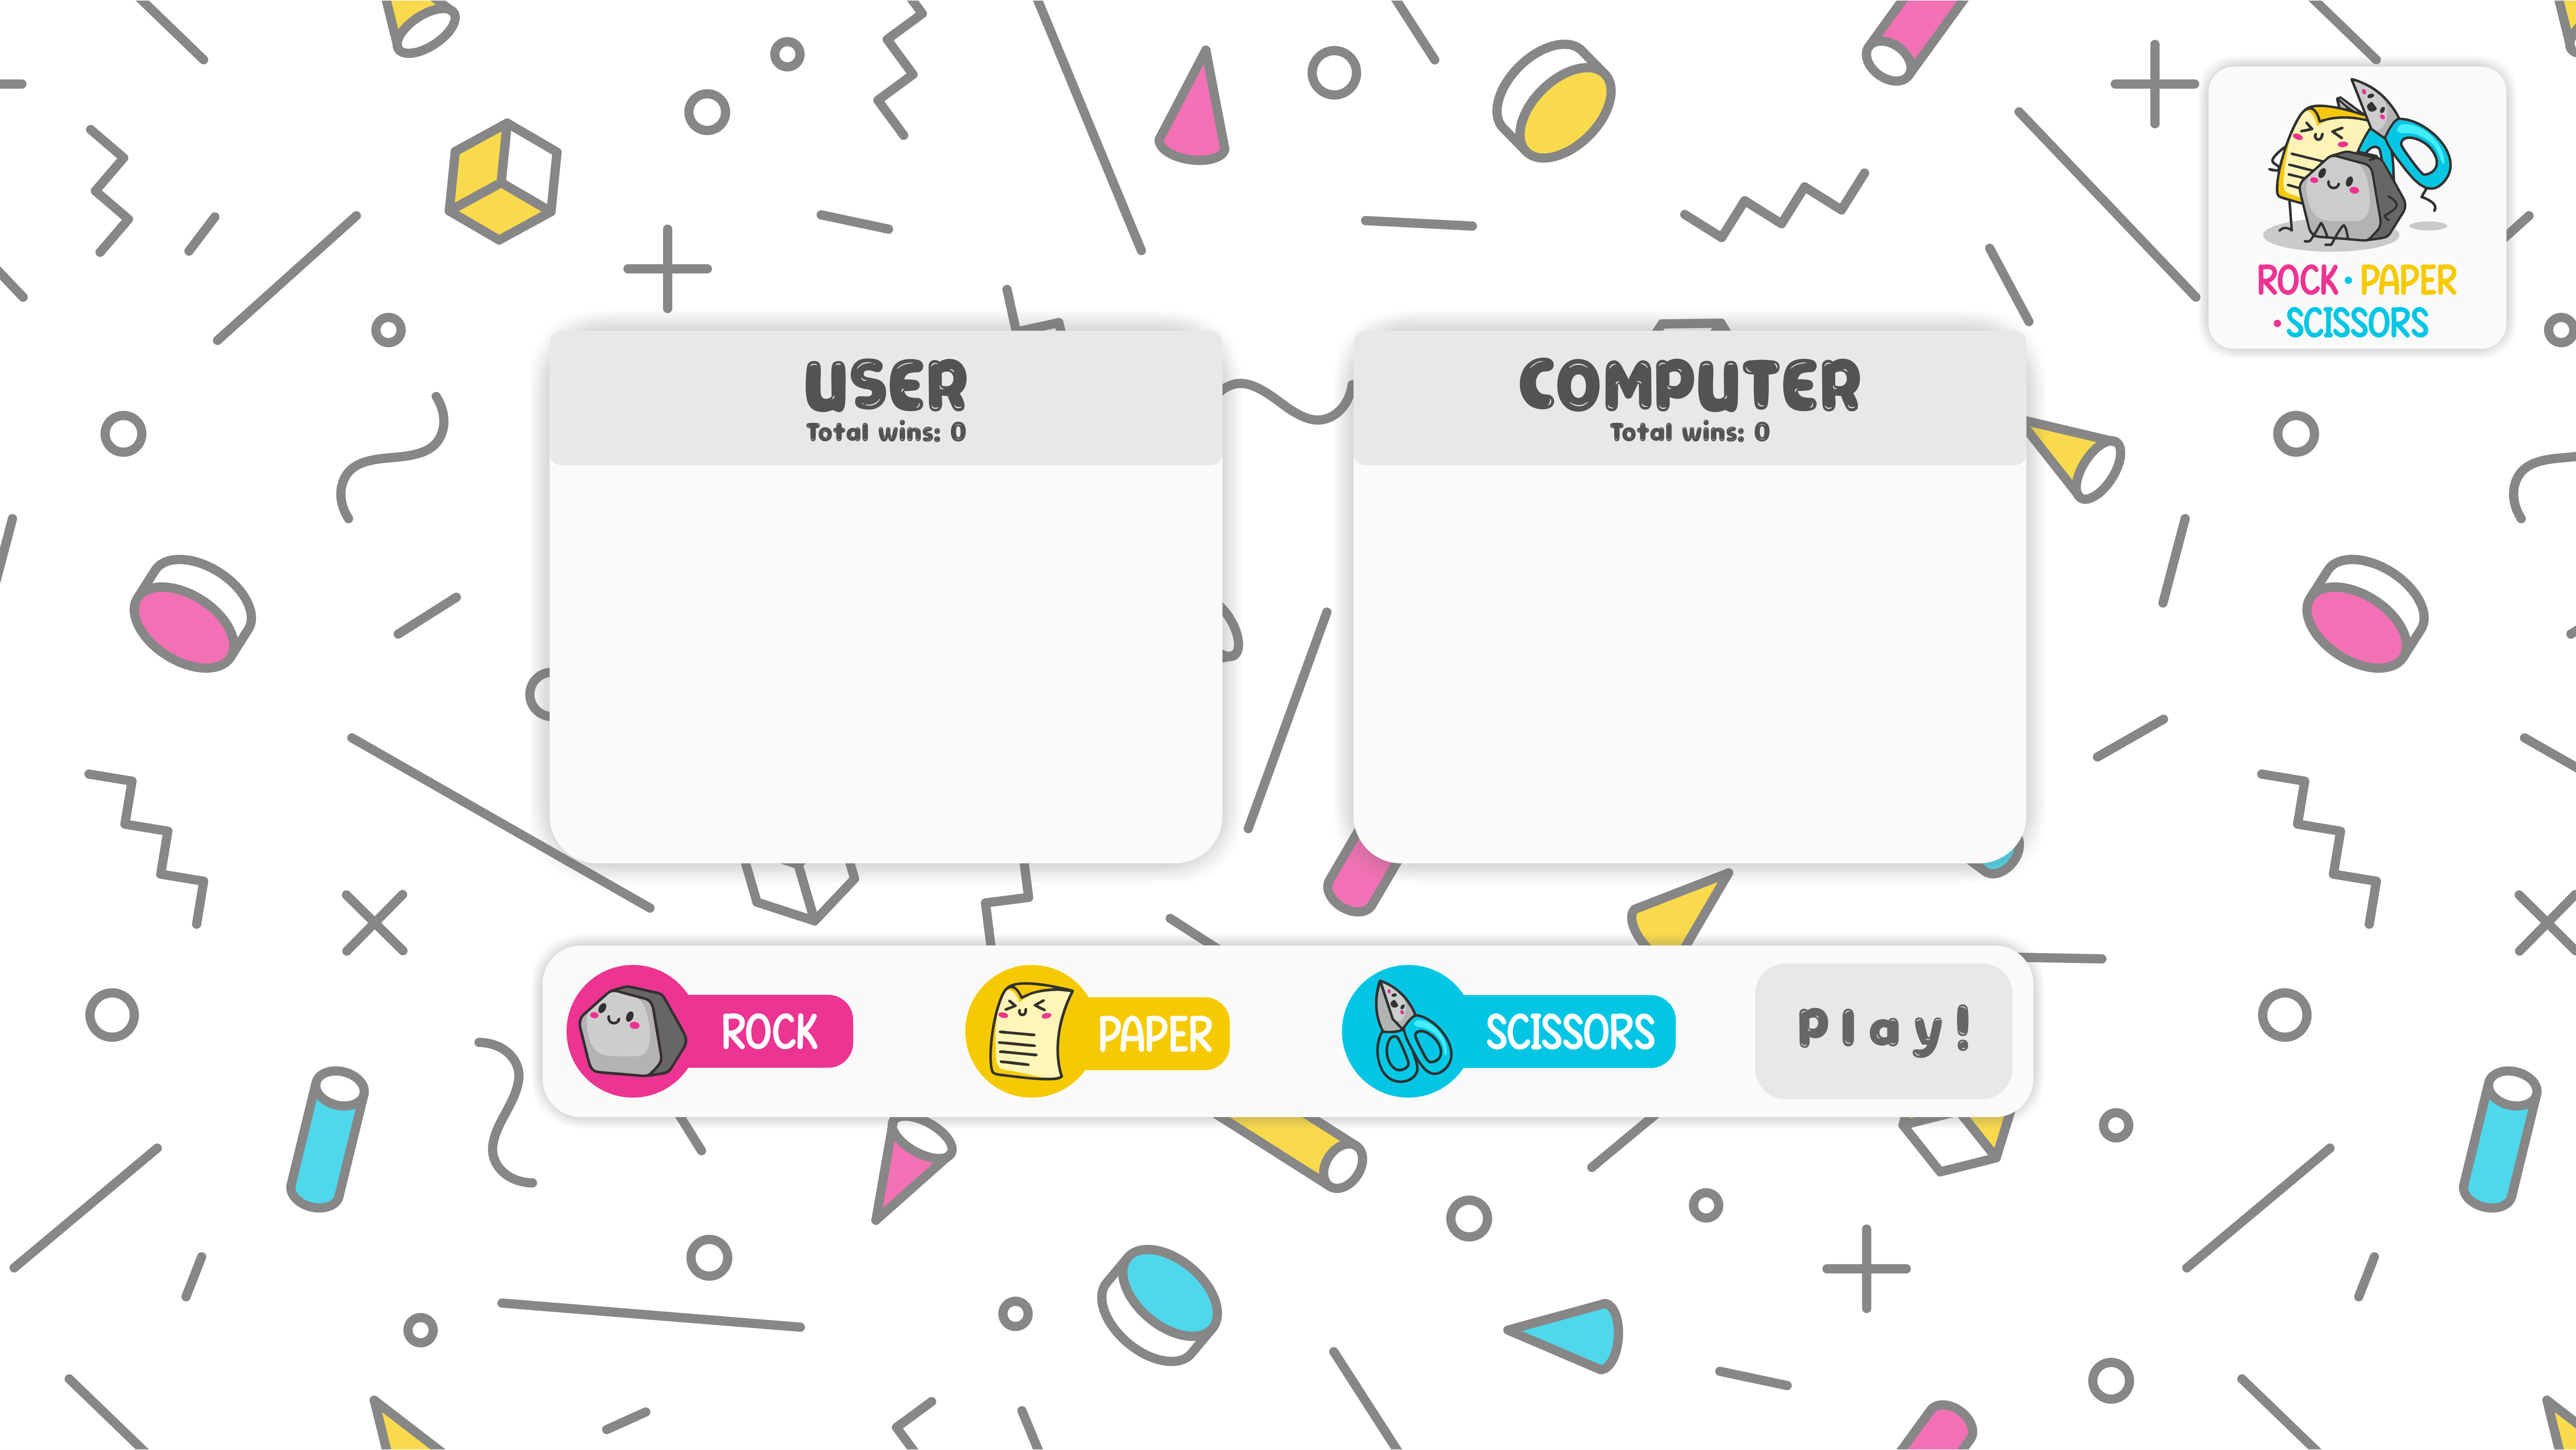 ROCK • PAPER
• SCISSORS
USER
Total wins: 0
COMPUTER
Total wins: 0
ROCK
PAPER
SCISSORS
Play!